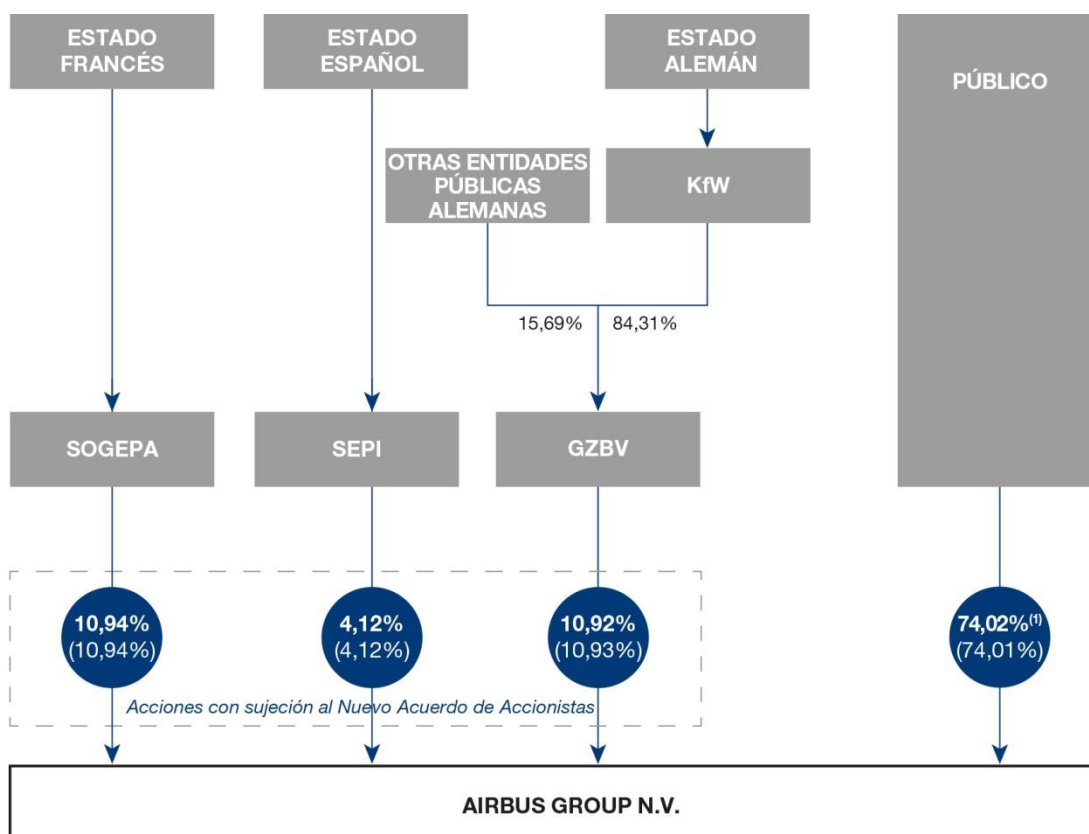 ESTADO
FRANCÉS
ESTADO
ESPAÑOL
ESTADO
ALEMÁN
PÚBLICO
OTRAS ENTIDADES
PÚBLICAS
ALEMANAS
KfW
15,69%
84,31%
SOGEPA
SEPI
GZBV
10,94%
(10,94%)
4,12%
(4,12%)
10,92%
(10,93%)
74,02%(1)
(74,01%)
Acciones con sujeción al Nuevo Acuerdo de Accionistas
AIRBUS GROUP N.V.